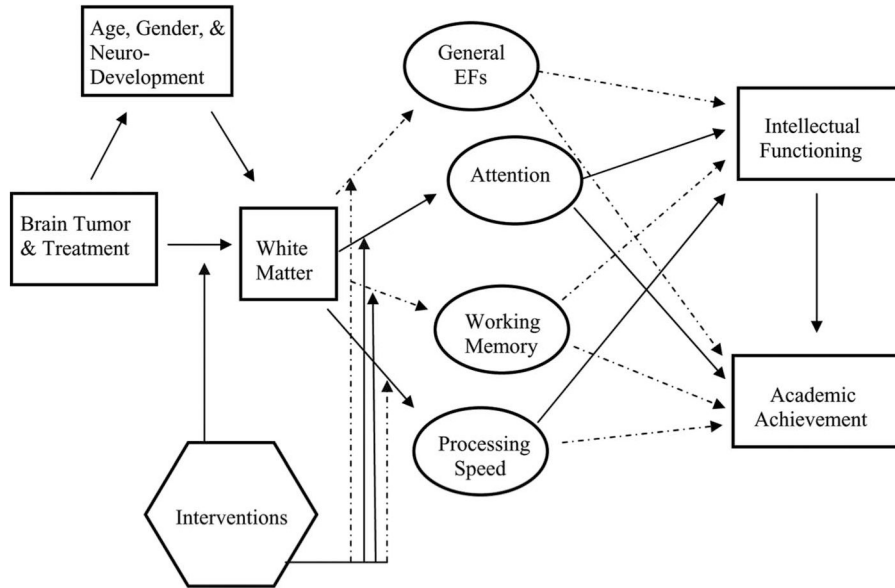 Age, Gender, &
Neuro-
Development
General
EFs
Intellectual
Functioning
Attention
Brain Tumor
& Treatment
White
Matter
Working
Memory
Academic
Achievement
Processing
Speed
Interventions